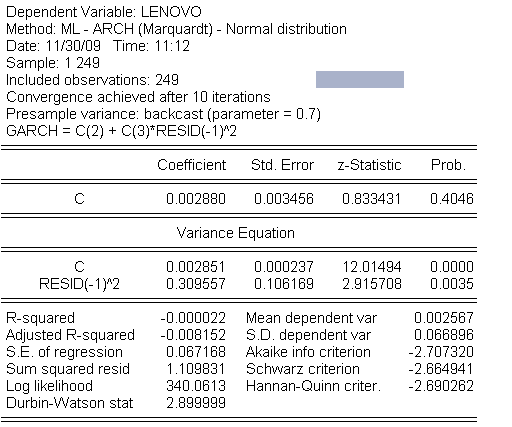 Dependent Variable: LENOVO
Method: ML - ARCH (Marquardt) - Normal distribution
Date: 11/30/09 Time: 11:12
Sample: 1 249
Included observations: 249
Convergence achieved after 10 iterations
Presample variance: backcast (parameter = 0.7)
GARCH = C(2) + C(3)*RESID(-1)^2
Coefficient Std. Error z-Statistic Prob.
C 0.002880 0.003456 0.833431 0.4046
Variance Equation
C 0.002851 0.000237 12.01494 0.0000
RESID(-1)^2 0.309557 0.106169 2.915708 0.0035
R-squared -0.000022 Mean dependent var 0.002567
Adjusted R-squared -0.008152 S.D. dependent var 0.066896
S.E. of regression 0.067168 Akaike info criterion -2.707320
Sum squared resid 1.109831 Schwarz criterion -2.664941
Log likelihood 340.0613 Hannan-Quinn criter. -2.690262
Durbin-Watson stat 2.899999